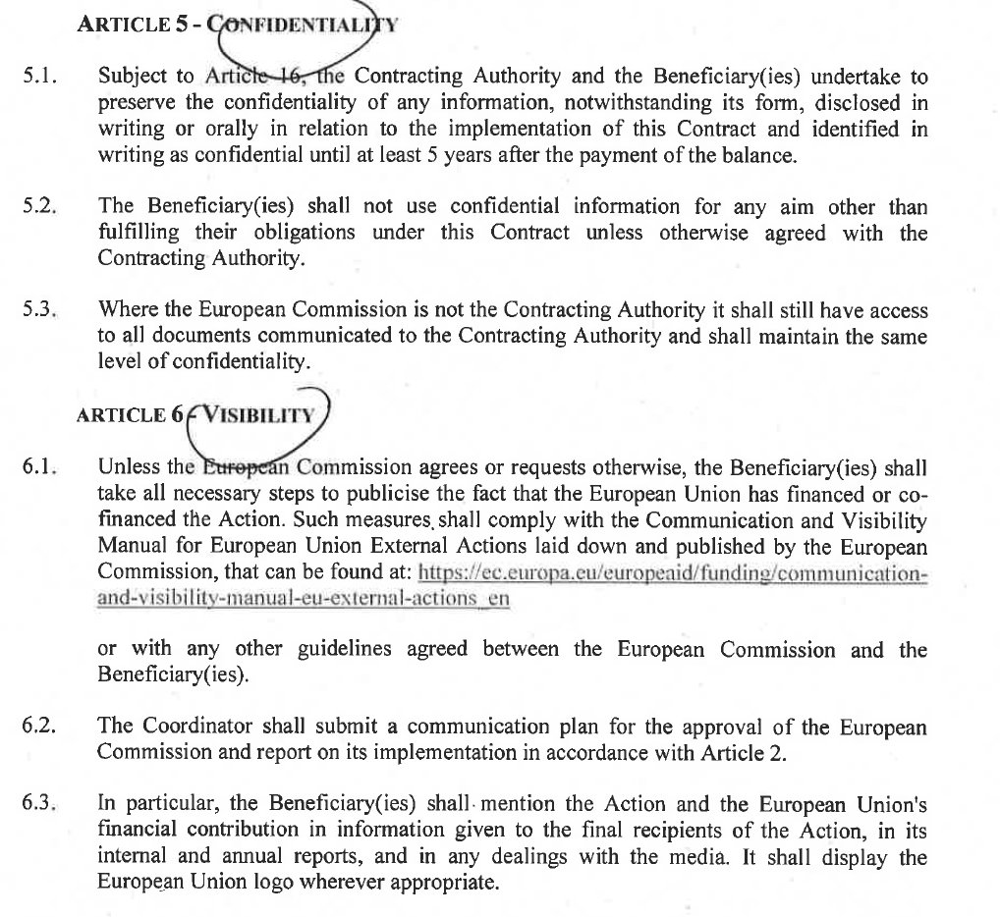 ARTICLE 5 - CONFIDENTIALITY
5.1. Subject to Article 16, the Contracting Authority and the Beneficiary(ies) undertake to
preserve the confidentiality of any information, notwithstanding its form, disclosed in
writing or orally in relation to the implementation of this Contract and identified in
writing as confidential until at least 5 years after the payment of the balance.
5.2. The Beneficiary(ies) shall not use confidential information for any aim other than
fulfilling their obligations under this Contract unless otherwise agreed with the
Contracting Authority.
5.3. Where the European Commission is not the Contracting Authority it shall still have access
to all documents communicated to the Contracting Authority and shall maintain the same
level of confidentiality.
ARTICLE 6 - VISIBILITY
6.1. Unless the European Commission agrees or requests otherwise, the Beneficiary(ies) shall
take all necessary steps to publicise the fact that the European Union has financed or co-
financed the Action. Such measures shall comply with the Communication and Visibility
Manual for European Union External Actions laid down and published by the European
Commission, that can be found at: https://ec.europa.eu/europeaid/funding/communication-
and-visibility-manual-eu-external-actions_en
or with any other guidelines agreed between the European Commission and the
Beneficiary(ies).
6.2. The Coordinator shall submit a communication plan for the approval of the European
Commission and report on its implementation in accordance with Article 2.
6.3. In particular, the Beneficiary(ies) shall mention the Action and the European Union's
financial contribution in information given to the final recipients of the Action, in its
internal and annual reports, and in any dealings with the media. It shall display the
European Union logo wherever appropriate.